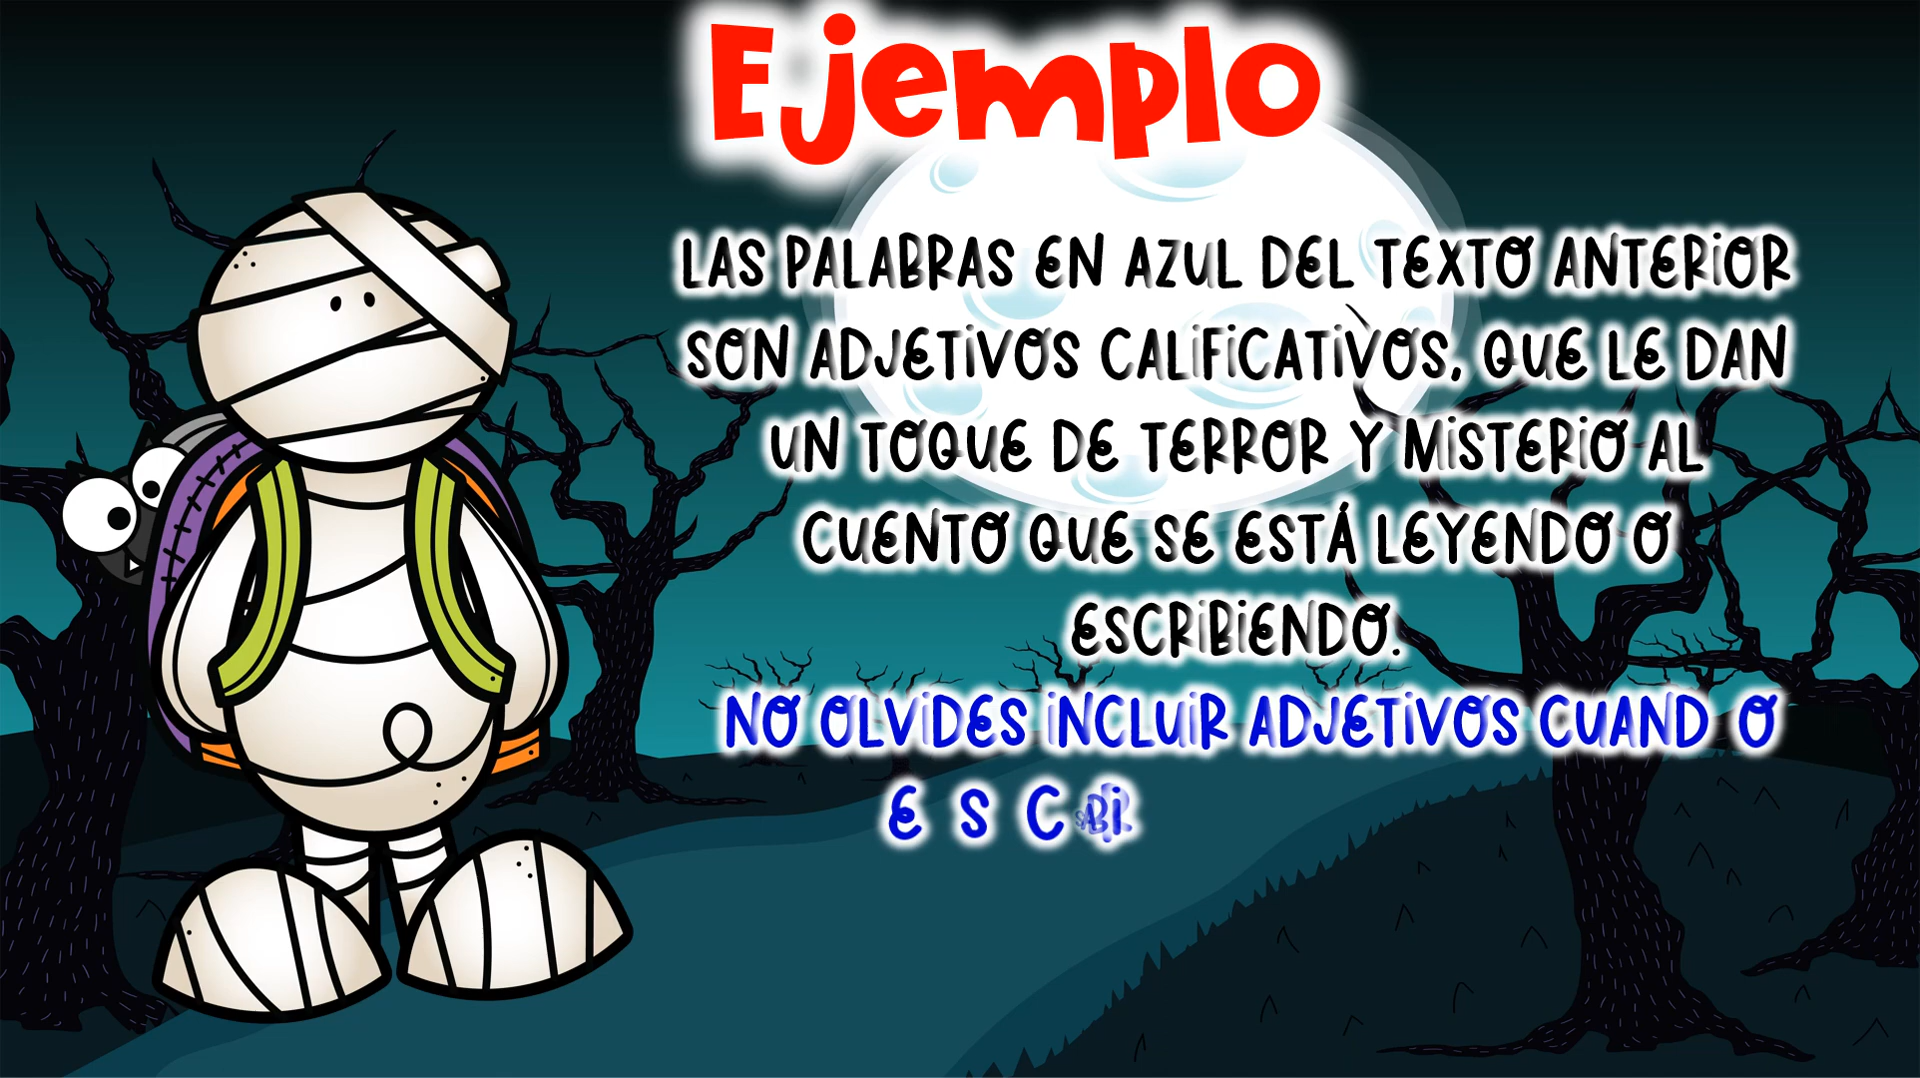 Ejemplo
LAS PALABRAS EN AZUL DEL TEXTO ANTERIOR
SON ADJETIVOS CALIFICATIVOS, QUE LE DAN
UN TOQUE DE TERROR Y MISTERIO AL
CUENTO QUE SE ESTÁ LEYENDO O
ESCRIBIENDO.
NO OLVIDES INCLUIR ADJETIVOS CUAND O
E S C